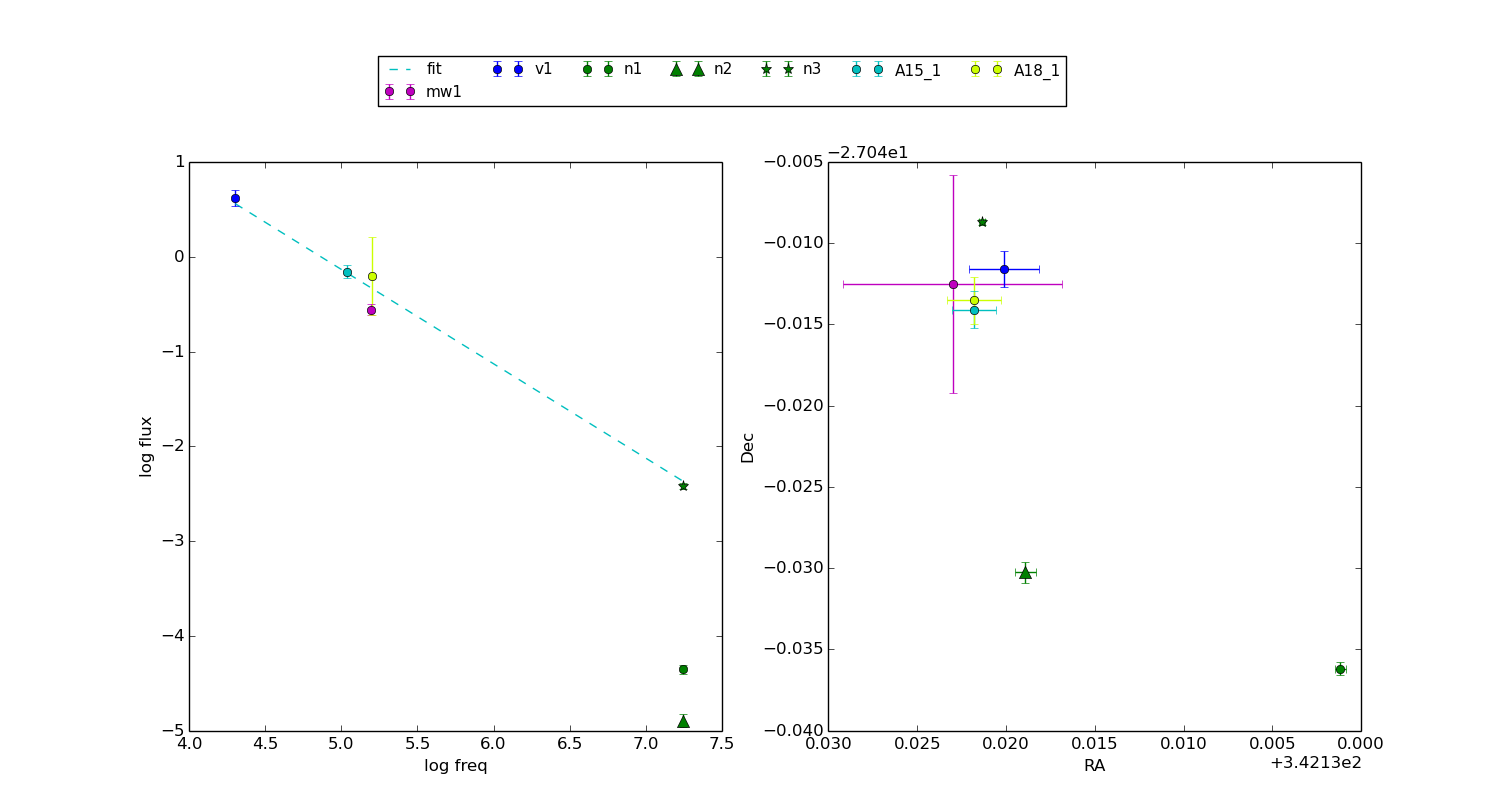 fit v1 n1 n2 n3 A15_1 A18_1
mw1
1
0
−1
−2
−3
−4
−5
log flux
4.0 4.5 5.0 5.5 6.0 6.5 7.0 7.5
log freq
−2.704e1
−0.005
−0.010
−0.015
−0.020
−0.025
−0.030
−0.035
−0.040
Dec
0.030 0.025 0.020 0.015 0.010 0.005 0.000
RA
+3.4213e2